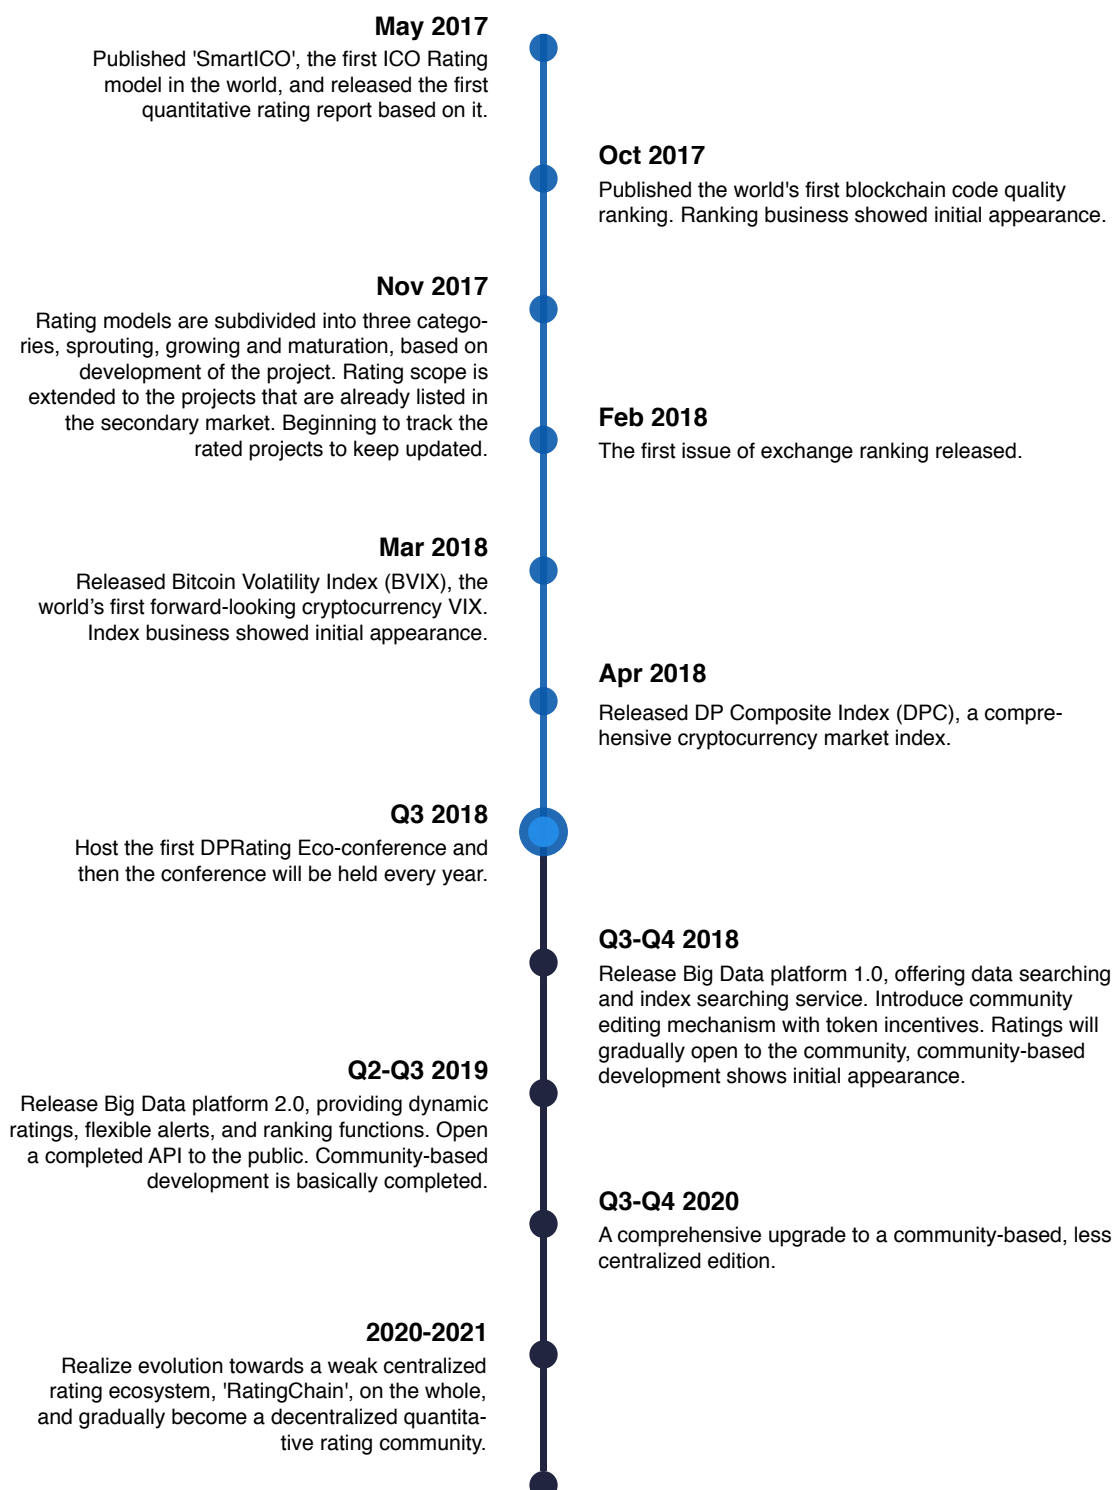 May 2017
Published 'SmartICO', the first ICO Rating
model in the world, and released the first
quantitative rating report based on it.
Oct 2017
Published the world's first blockchain code quality
ranking. Ranking business showed initial appearance.
Nov 2017
Rating models are subdivided into three catego-
ries, sprouting, growing and maturation, based on
development of the project. Rating scope is
extended to the projects that are already listed in
the secondary market. Beginning to track the
rated projects to keep updated.
Feb 2018
The first issue of exchange ranking released.
Mar 2018
Released Bitcoin Volatility Index (BVIX), the
world’s first forward-looking cryptocurrency VIX.
Index business showed initial appearance.
Apr 2018
Released DP Composite Index (DPC), a compre-
hensive cryptocurrency market index.
Q3 2018
Host the first DPRating Eco-conference and
then the conference will be held every year.
Q3-Q4 2018
Release Big Data platform 1.0, offering data searching
and index searching service. Introduce community
editing mechanism with token incentives. Ratings will
gradually open to the community, community-based
development shows initial appearance.
Q2-Q3 2019
Release Big Data platform 2.0, providing dynamic
ratings, flexible alerts, and ranking functions. Open
a completed API to the public. Community-based
development is basically completed.
Q3-Q4 2020
A comprehensive upgrade to a community-based, less
centralized edition.
2020-2021
Realize evolution towards a weak centralized
rating ecosystem, 'RatingChain', on the whole,
and gradually become a decentralized quantita-
tive rating community.